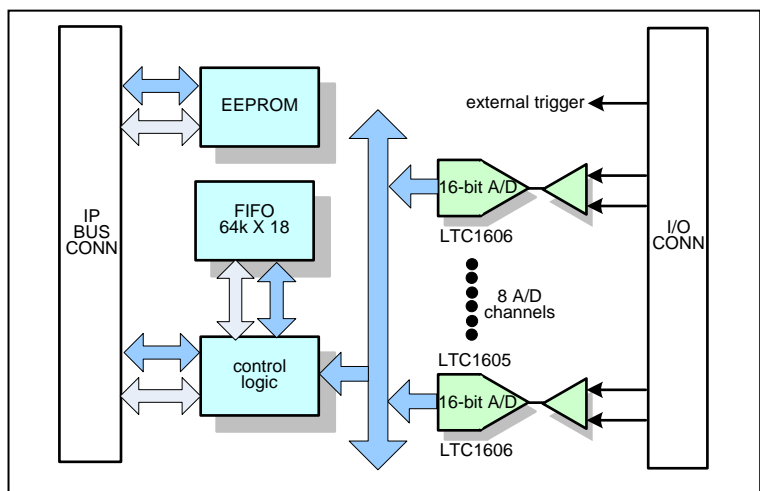 IP
BUS
CONN
EEPROM
FIFO
64k X 18
control
logic
external trigger
16-bit A/D
LTC1606
8 A/D
channels
LTC1605
16-bit A/D
LTC1606
I/O
CONN